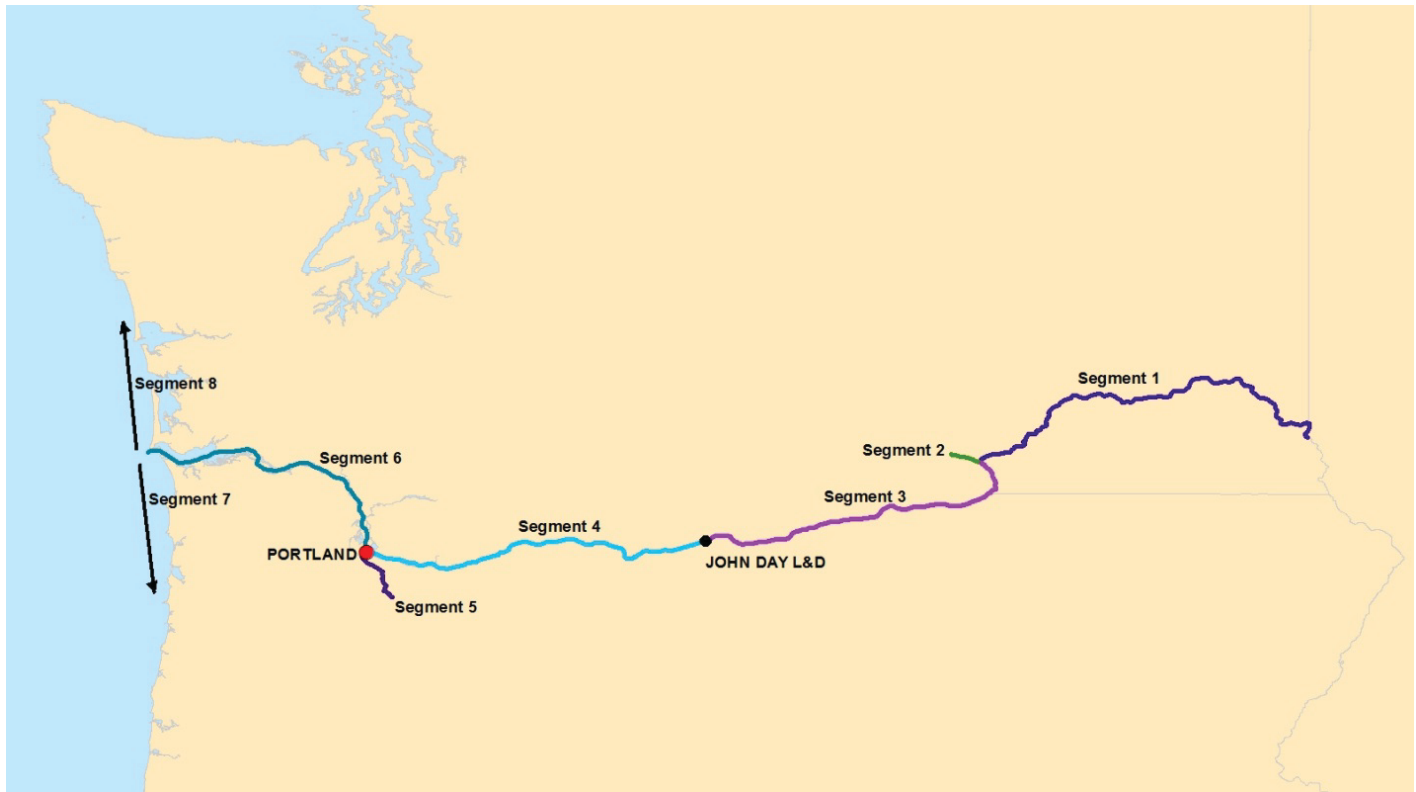 Segment 1
Segment 8
Segment 2
Segment 6
Segment 7
Segment 3
Segment 4
PORTLAND
JOHN DAY L&D
Segment 5